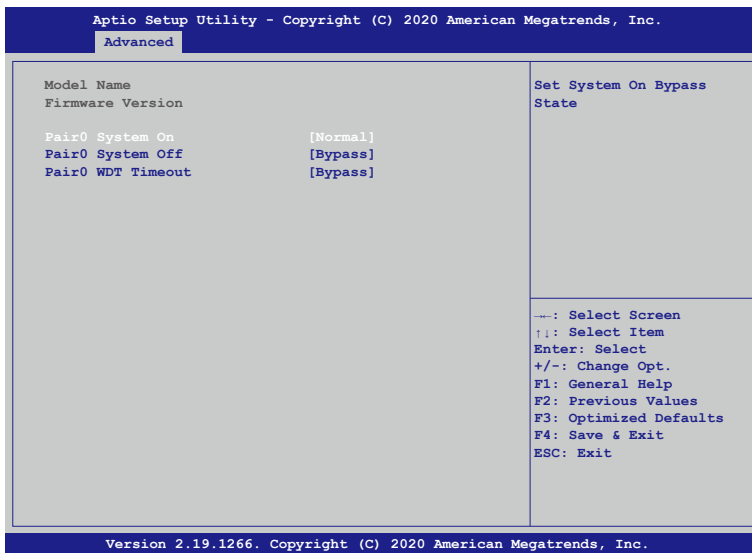 Aptio Setup Utility - Copyright (C) 2020 American Megatrends, Inc.
Advanced
Model Name
Firmware Version
Pair0 System On [Normal]
Pair0 System Off [Bypass]
Pair0 WDT Timeout [Bypass]
Set System On Bypass
State
→←: Select Screen
↑↓: Select Item
Enter: Select
+/-: Change Opt.
F1: General Help
F2: Previous Values
F3: Optimized Defaults
F4: Save & Exit
ESC: Exit
Version 2.19.1266. Copyright (C) 2020 American Megatrends, Inc.